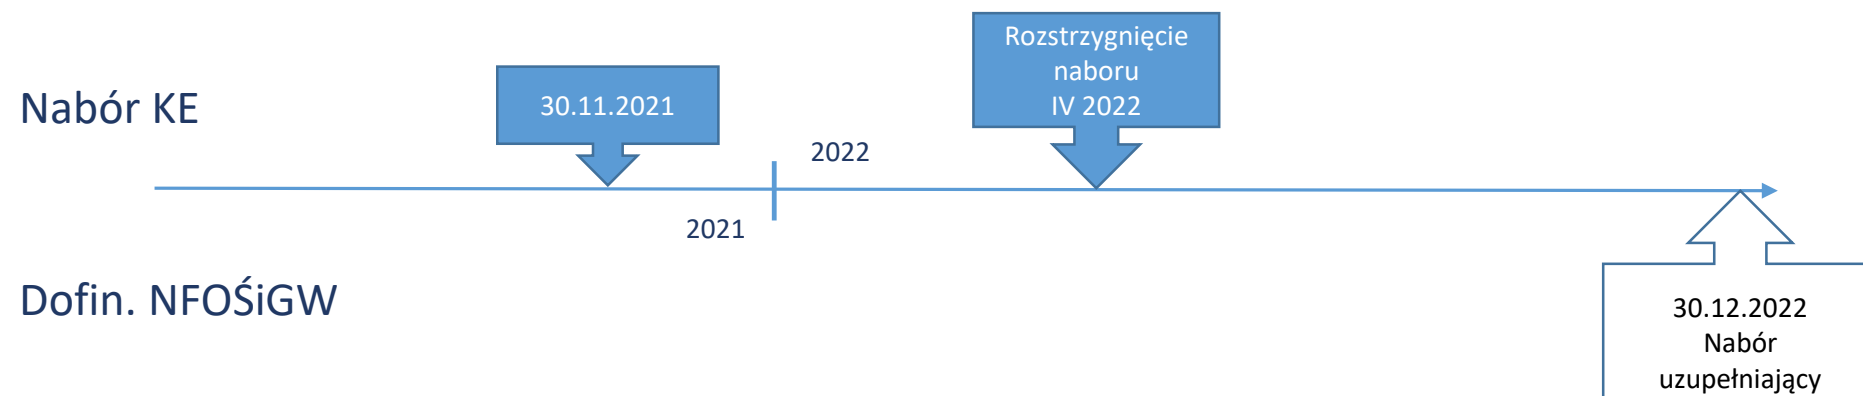 Rozstrzygnięcie
naboru
IV 2022
Nabór KE
30.11.2021
2022
2021
Dofin. NFOŚiGW
30.12.2022
Nabór
uzupełniający